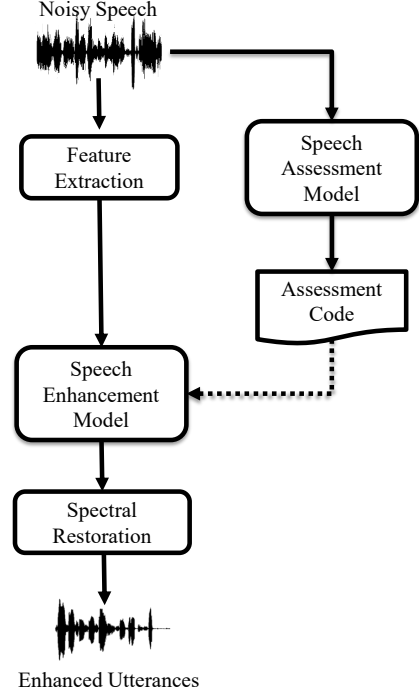 Noisy Speech
Feature
Extraction
Speech
Assessment
Model
Assessment
Code
Speech
Enhancement
Model
Spectral
Restoration
Enhanced Utterances